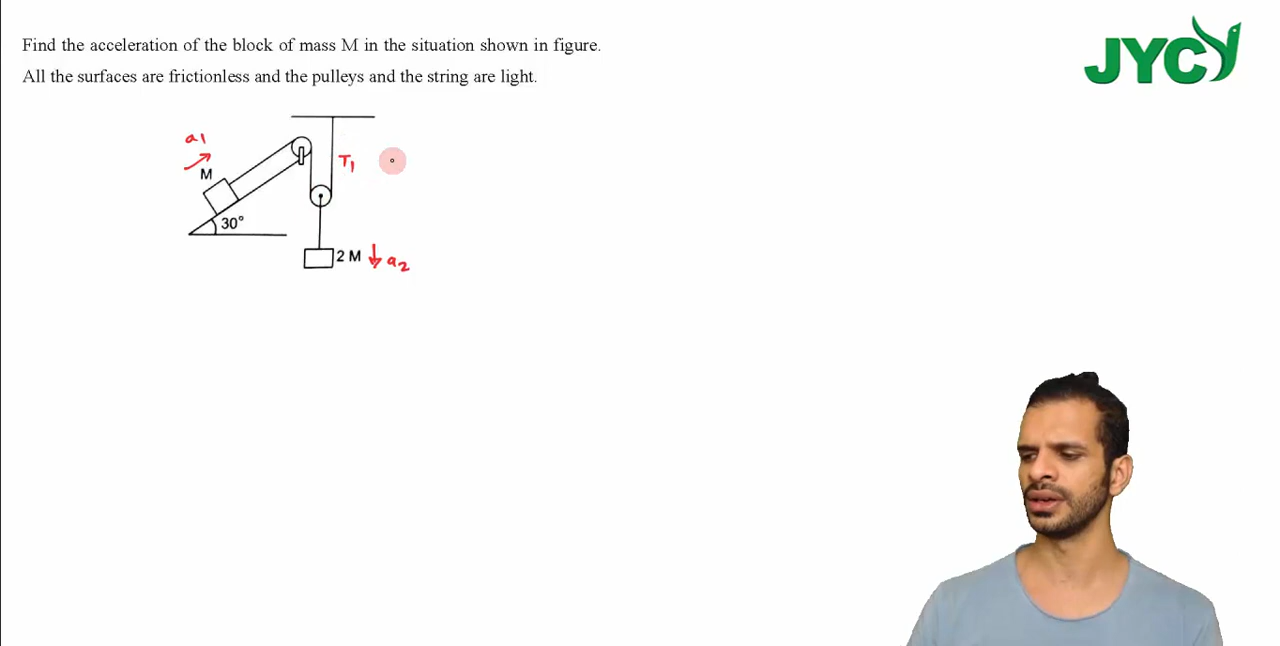 Find the acceleration of the block of mass M in the situation shown in figure.
All the surfaces are frictionless and the pulleys and the string are light.
JYC
a1
M
T1
30°
2 M
a2